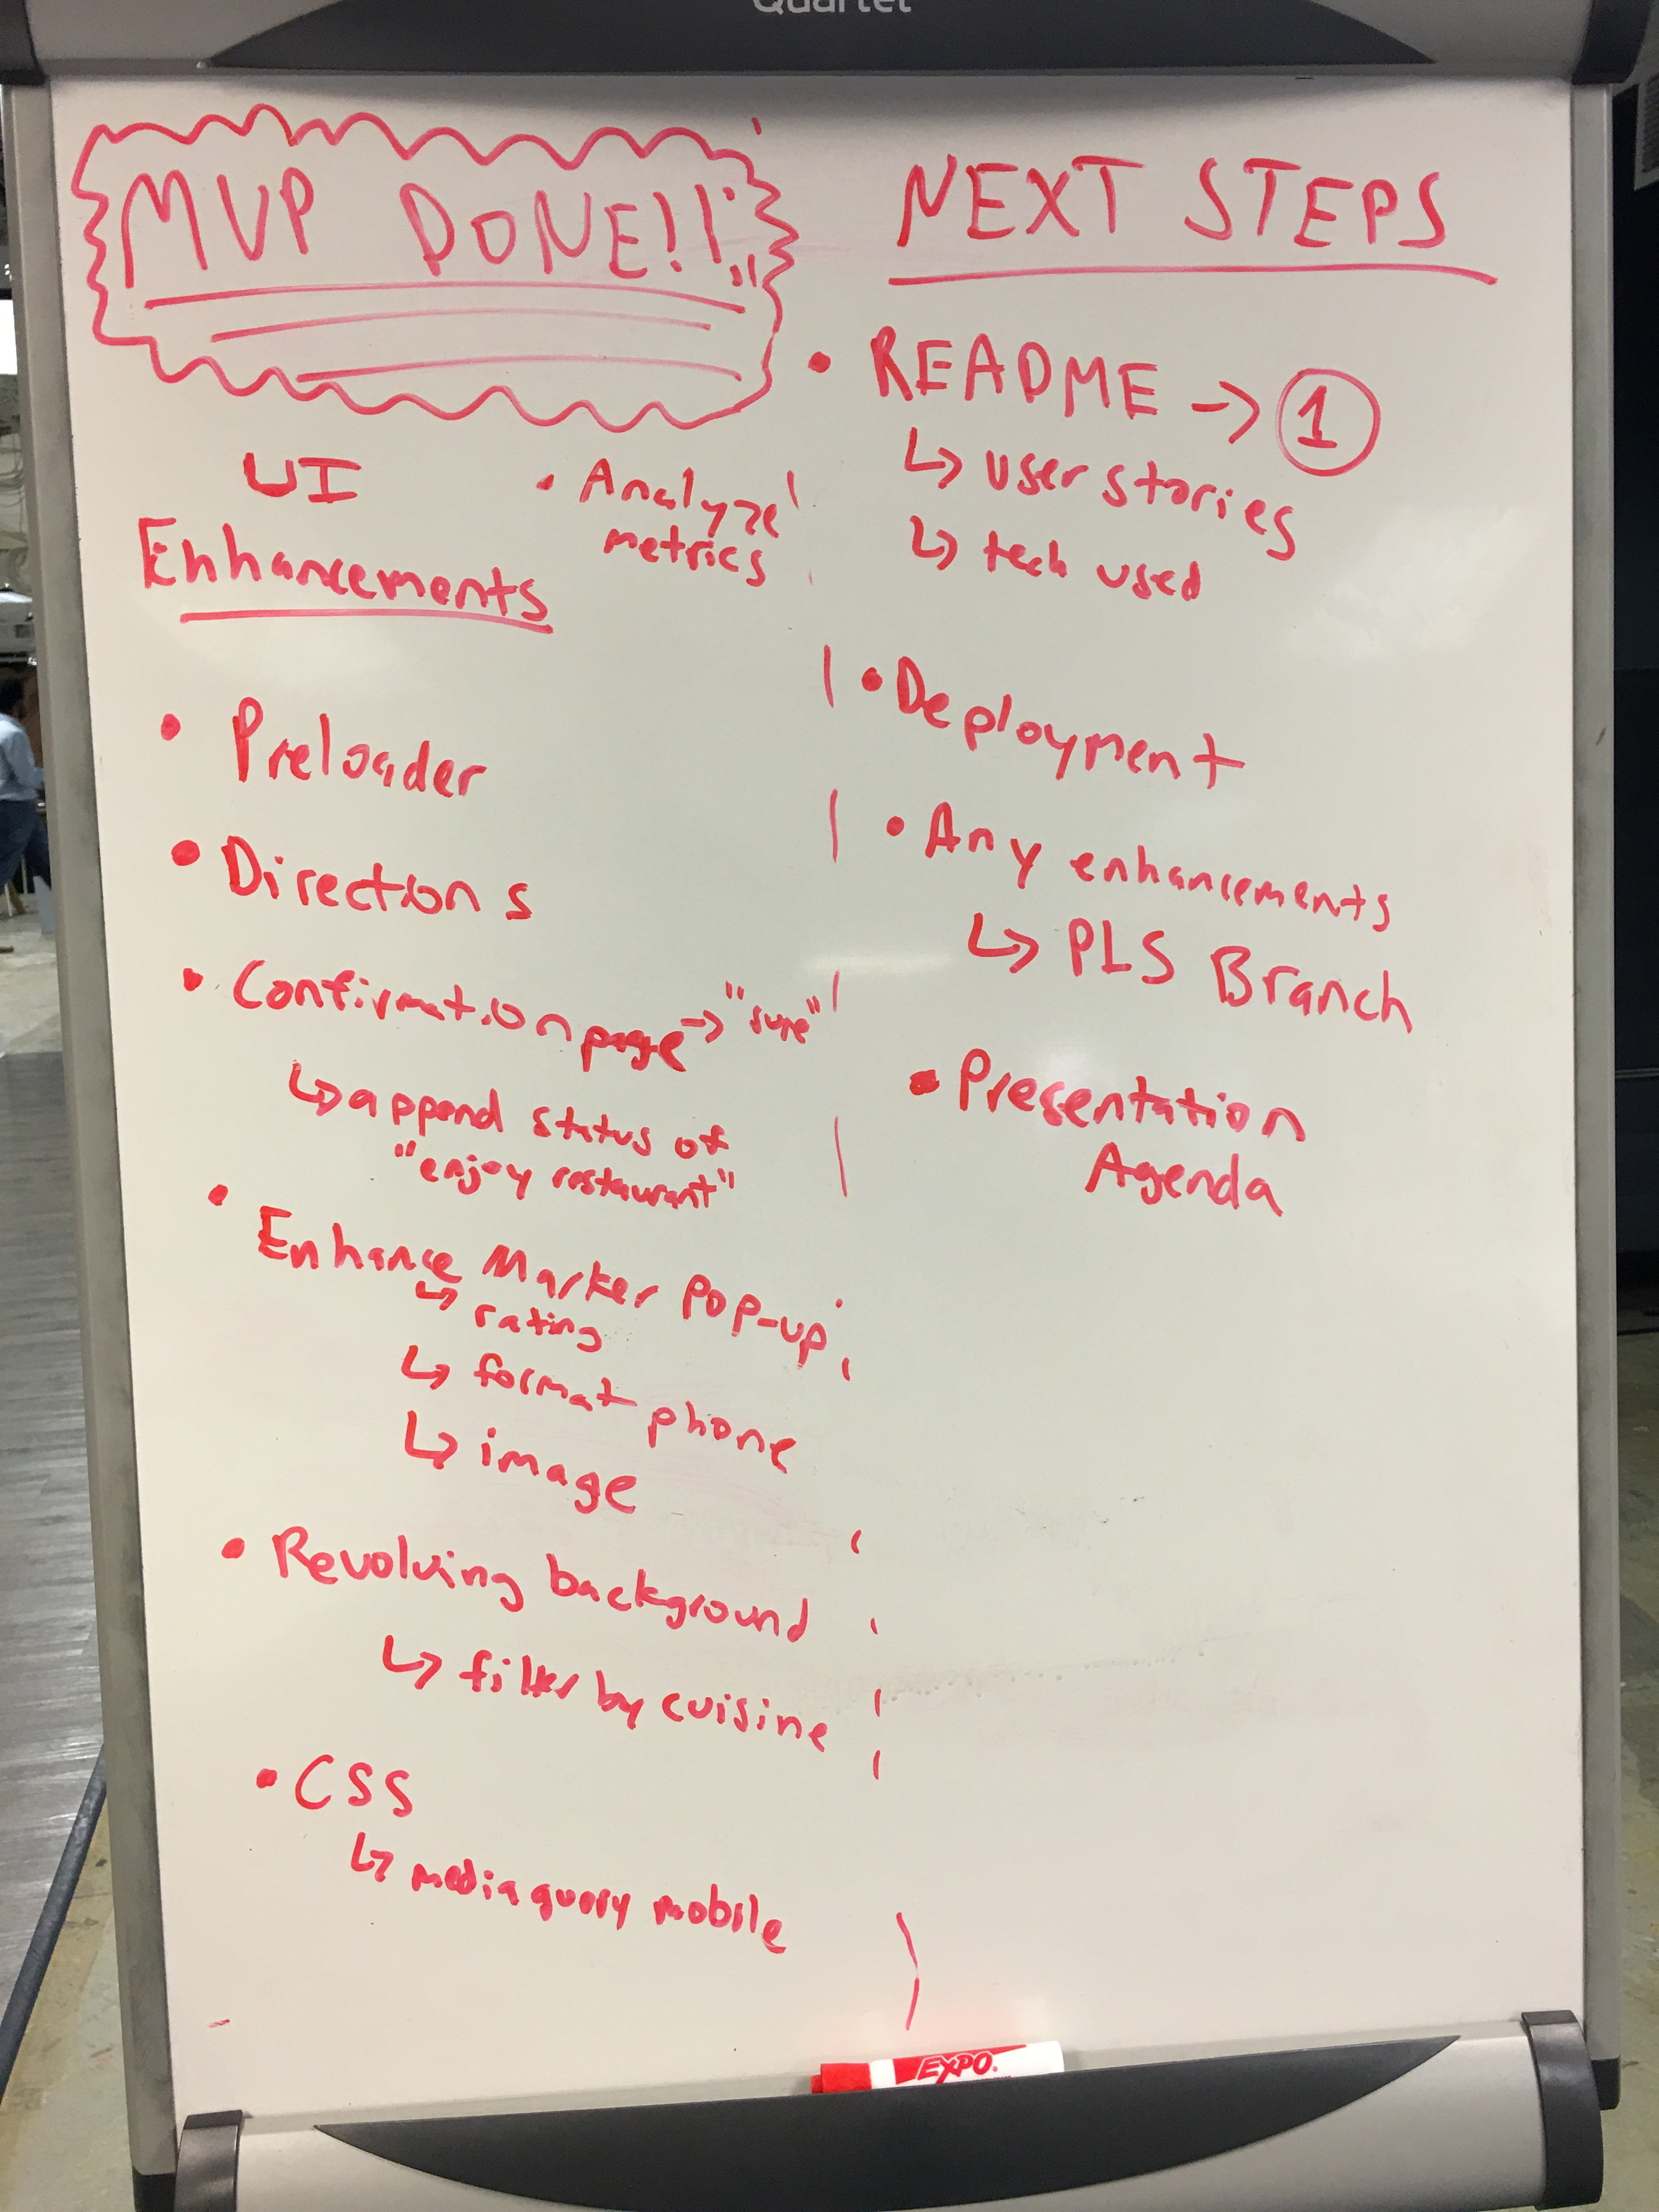 Quartet
MVP DONE!!
UI
Enhancements
• Analyze
metrics
• Preloader
• Directions
• Confirmation page -> "sure"
↳ append status of
"enjoy restaurant"
• Enhance Marker Pop-up
↳ rating
↳ format phone
↳ image
• Revolving background
↳ filter by cuisine
• CSS
↳ media query mobile
NEXT STEPS
• README -> 1
↳ user stories
↳ tech used
• Deployment
• Any enhancements
↳ PLS Branch
• Presentation
Agenda
EXPO